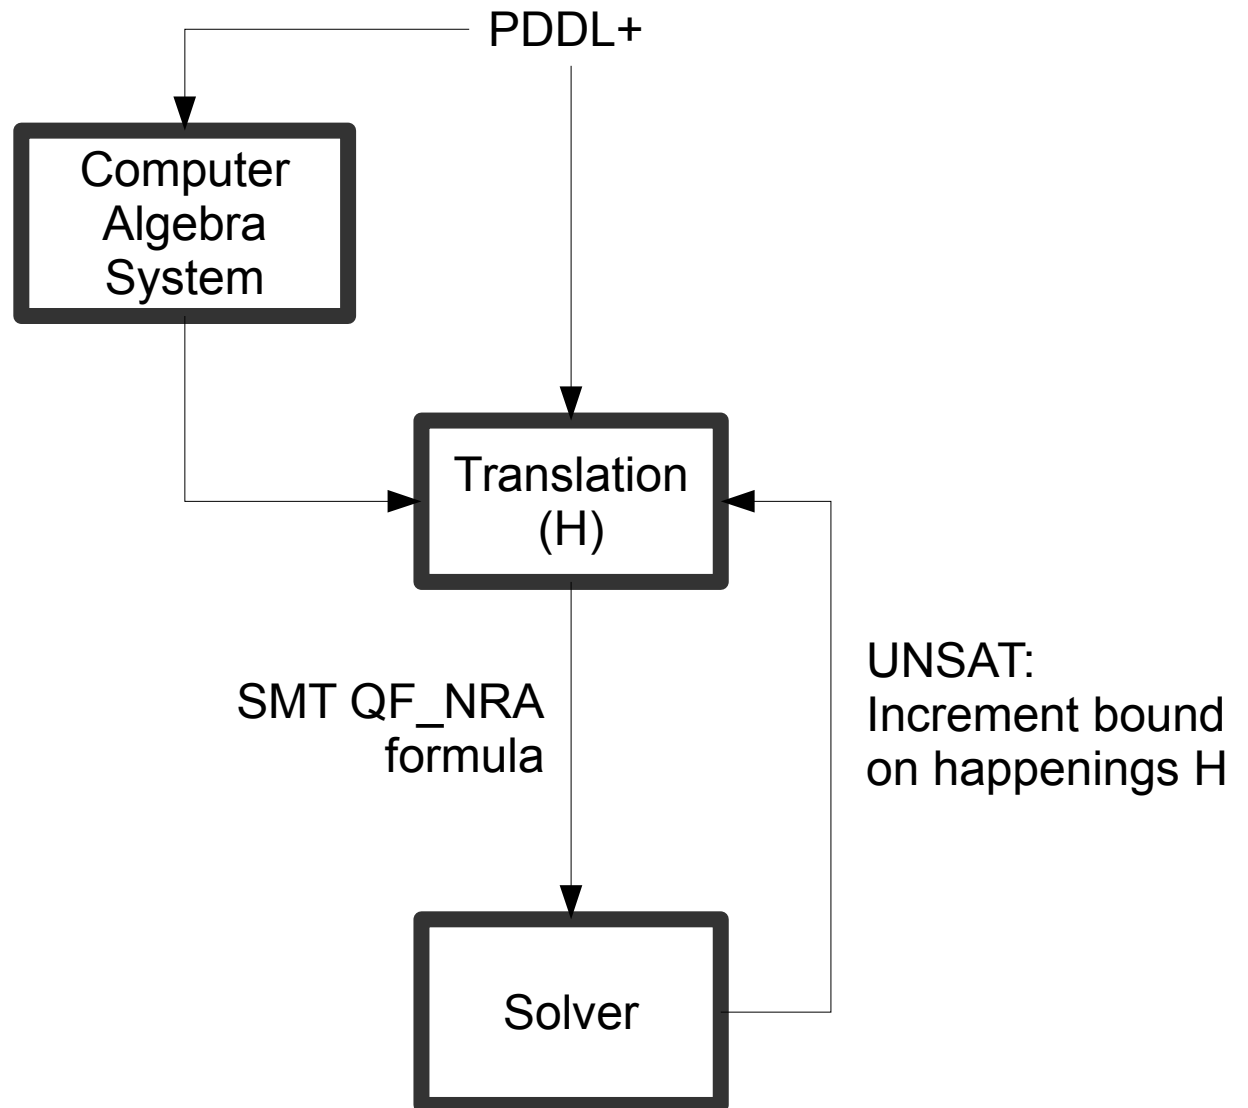 PDDL+
Computer
Algebra
System
Translation
(H)
SMT QF_NRA
formula
UNSAT:
Increment bound
on happenings H
Solver